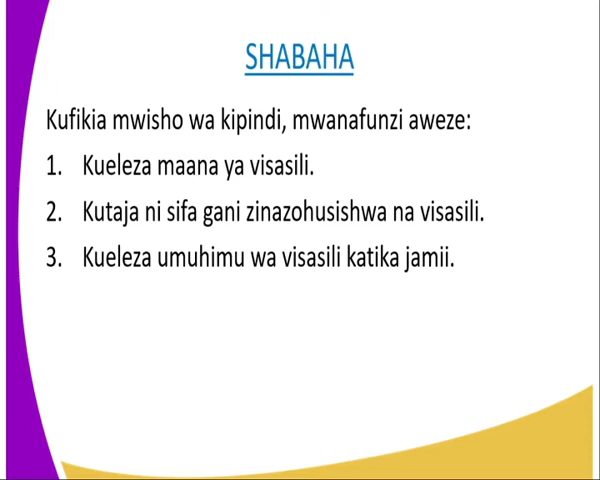 SHABAHA
Kufikia mwisho wa kipindi, mwanafunzi aweze:
1. Kueleza maana ya visasili.
2. Kutaja ni sifa gani zinazohusishwa na visasili.
3. Kueleza umuhimu wa visasili katika jamii.